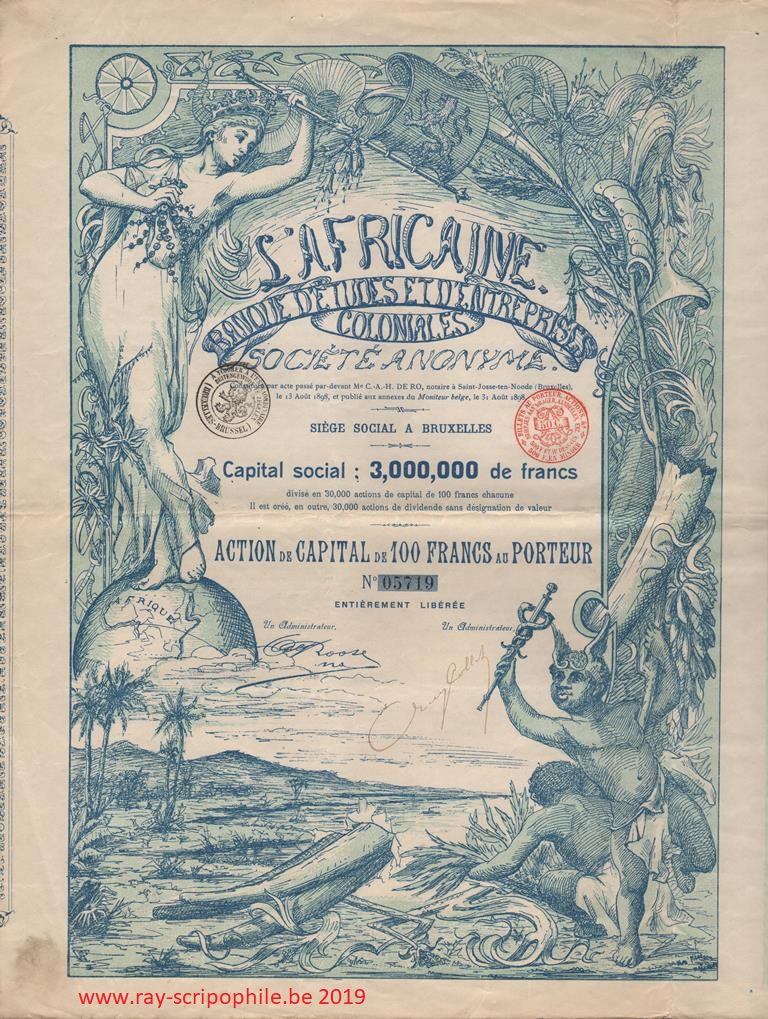 L'AFRICAINE.
BANQUE D'ETUDES ET D'ENTREPRISES
COLONIALES.
SOCIÉTÉ ANONYME.
Constituée par acte passé par-devant Me C.-A.-H. DE RO, notaire à Saint-Josse-ten-Noode (Bruxelles),
le 13 Août 1898, et publié aux annexes du Moniteur belge, le 31 Août 1898
SIÈGE SOCIAL A BRUXELLES
Capital social : 3,000,000 de francs
divisé en 30,000 actions de capital de 100 francs chacune
Il est créé, en outre, 30,000 actions de dividende sans désignation de valeur
ACTION DE CAPITAL DE 100 FRANCS AU PORTEUR
No 05719
ENTIÈREMENT LIBÉRÉE
Un Administrateur,
Un Administrateur,
AFRIQUE
(BRUXELLES-BRUSSEL)
www.ray-scripophile.be 2019